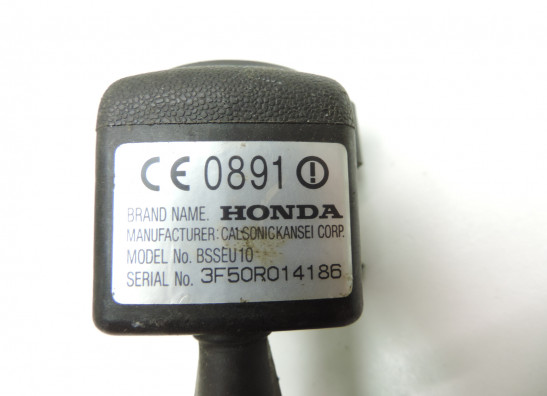 CE 0891
BRAND NAME. HONDA
MANUFACTURER: CALSONICKANSEI CORP.
MODEL No. BSSEU10
SERIAL No. 3F50R014186